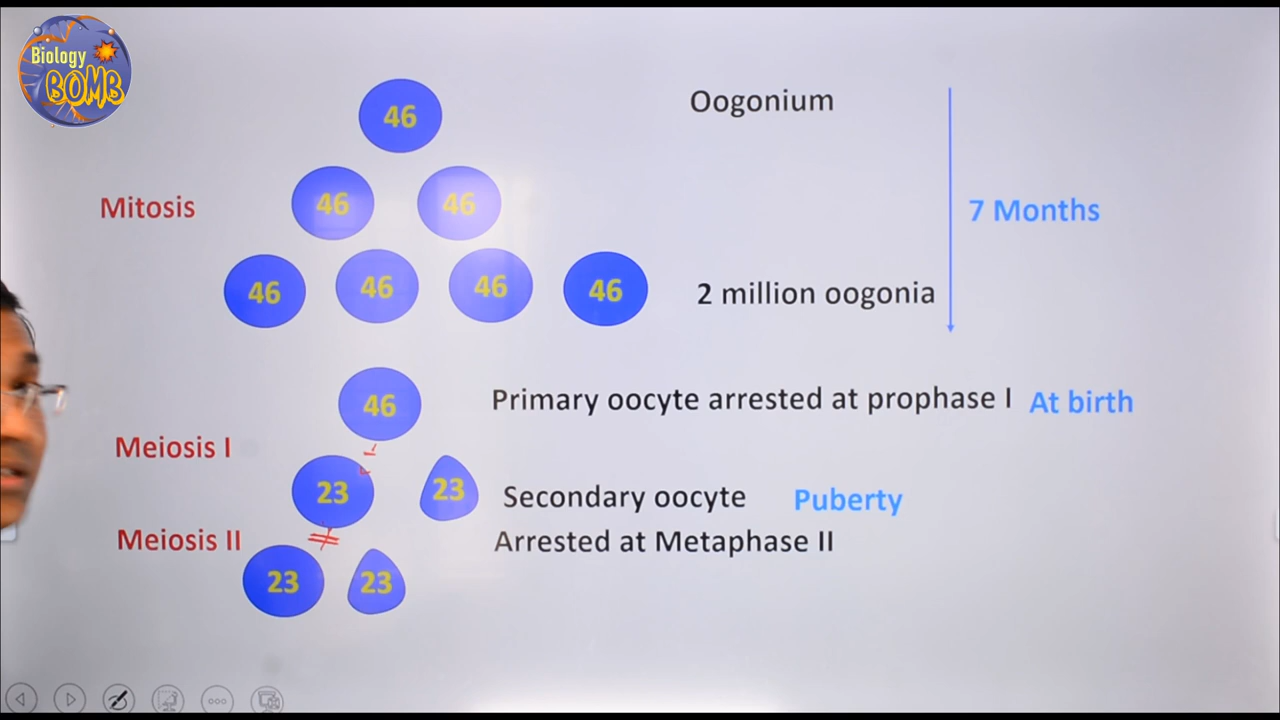 Biology
BOMB
46
Oogonium
Mitosis
46 46
7 Months
46 46 46 46
2 million oogonia
46
Primary oocyte arrested at prophase I At birth
Meiosis I
23 23
Secondary oocyte Puberty
Meiosis II
Arrested at Metaphase II
23 23